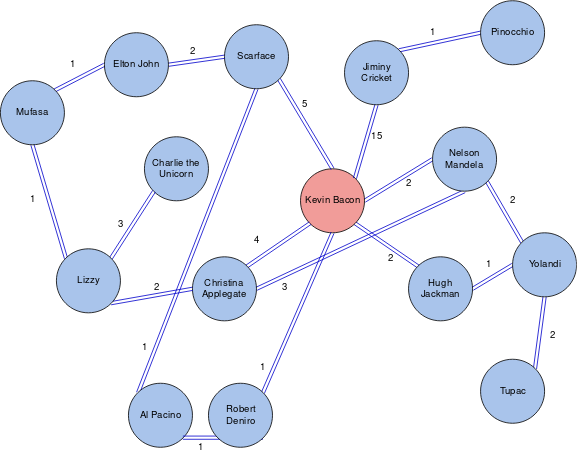 1
Pinocchio
2
Scarface
Elton John
1
Jiminy
Cricket
5
Mufasa
15
Nelson
Mandela
Charlie the
Unicorn
2
1
Kevin Bacon
2
3
4
Yolandi
2
1
Lizzy
2
Christina
Applegate
3
Hugh
Jackman
2
1
1
Tupac
Al Pacino
Robert
Deniro
1